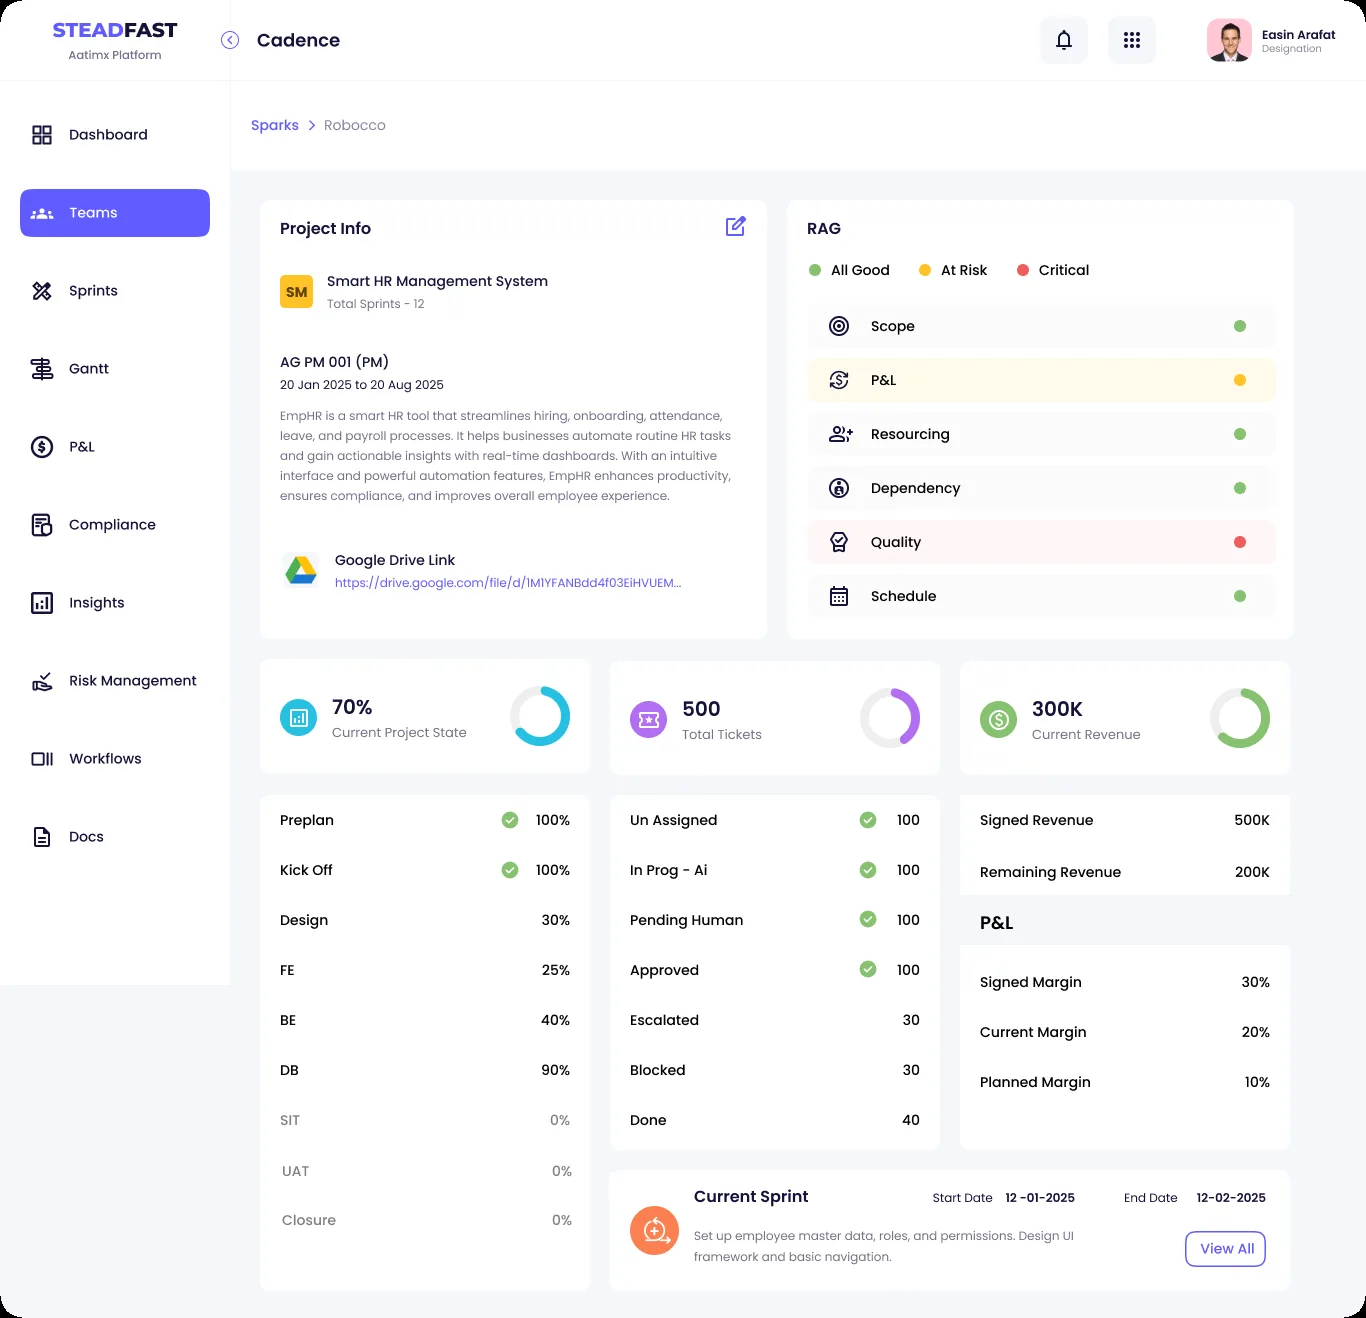 STEADFAST
Aatimx Platform
Cadence
Easin Arafat
Designation
Dashboard
Teams
Sprints
Gantt
P&L
Compliance
Insights
Risk Management
Workflows
Docs
Sparks > Robocco
Project Info
SM
Smart HR Management System
Total Sprints - 12
AG PM 001 (PM)
20 Jan 2025 to 20 Aug 2025
EmpHR is a smart HR tool that streamlines hiring, onboarding, attendance,
leave, and payroll processes. It helps businesses automate routine HR tasks
and gain actionable insights with real-time dashboards. With an intuitive
interface and powerful automation features, EmpHR enhances productivity,
ensures compliance, and improves overall employee experience.
Google Drive Link
https://drive.google.com/file/d/1M1YFANBdd4f03EiHVUEM...
RAG
All Good
At Risk
Critical
Scope
P&L
Resourcing
Dependency
Quality
Schedule
70%
Current Project State
500
Total Tickets
300K
Current Revenue
Preplan 100%
Kick Off 100%
Design 30%
FE 25%
BE 40%
DB 90%
SIT 0%
UAT 0%
Closure 0%
Un Assigned 100
In Prog - Ai 100
Pending Human 100
Approved 100
Escalated 30
Blocked 30
Done 40
Signed Revenue 500K
Remaining Revenue 200K
P&L
Signed Margin 30%
Current Margin 20%
Planned Margin 10%
Current Sprint
Start Date 12 -01-2025
End Date 12-02-2025
Set up employee master data, roles, and permissions. Design UI
framework and basic navigation.
View All